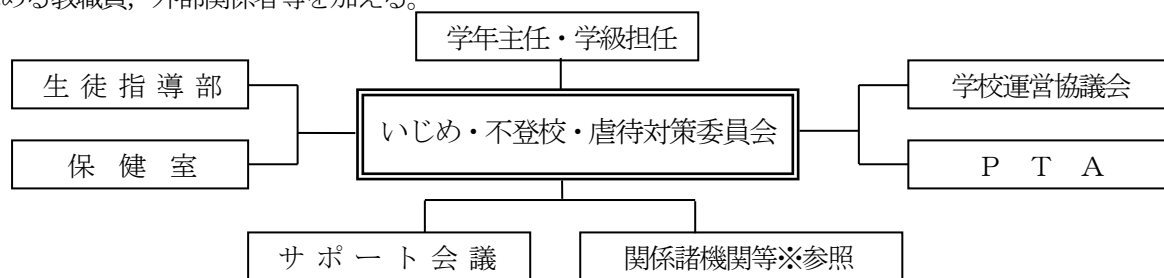 める教職員，外部関係者等を加える。
学年主任・学級担任
生 徒 指 導 部
学校運営協議会
いじめ・不登校・虐待対策委員会
保 健 室
Ｐ Ｔ Ａ
サ ポ ー ト 会 議
関係諸機関等※参照